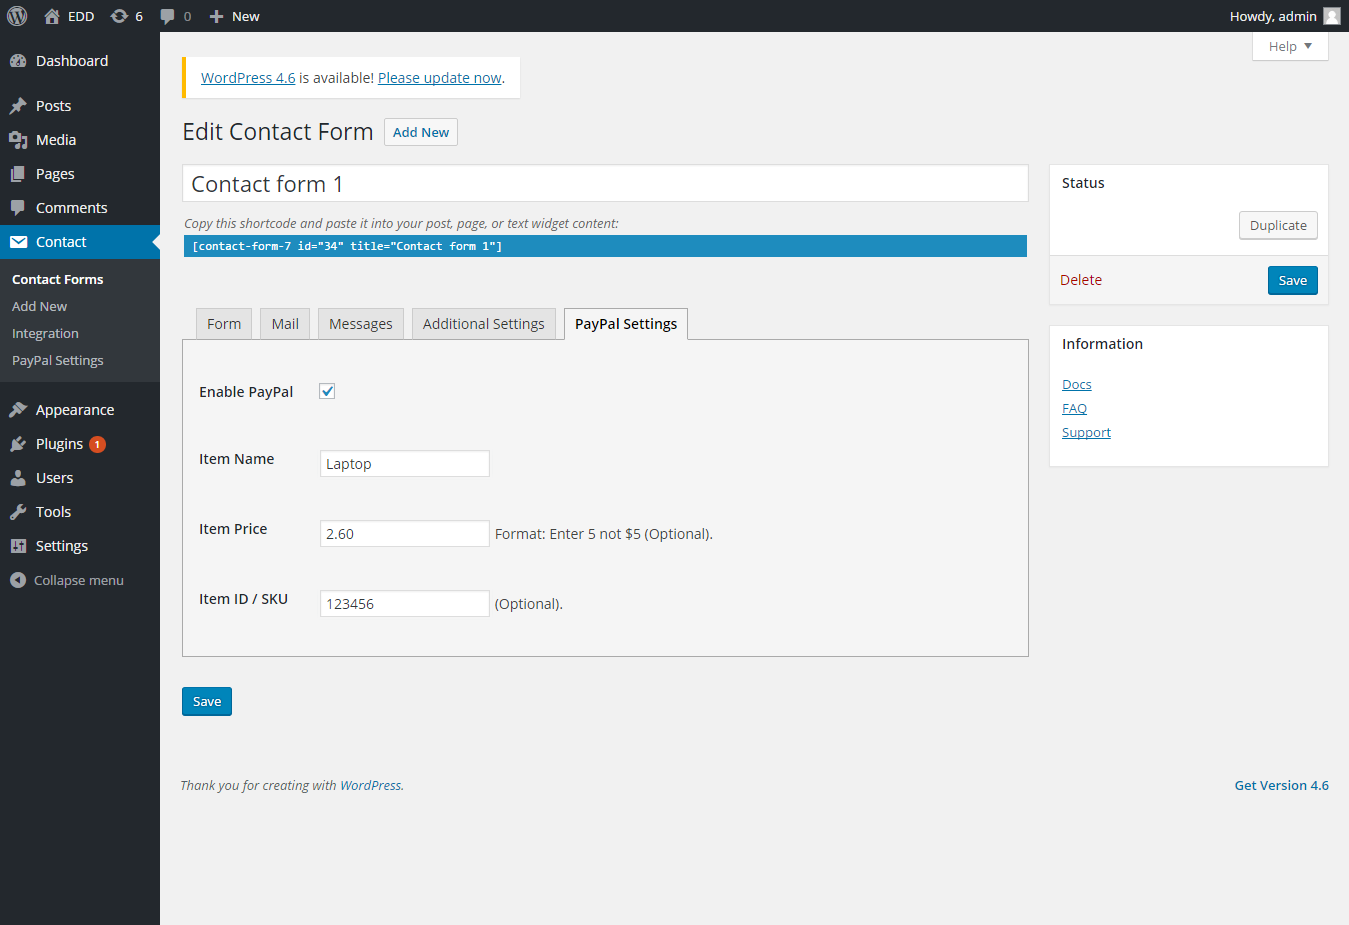 EDD 6 0 New Howdy, admin
Help
Dashboard
Posts
Media
Pages
Comments
Contact
Contact Forms
Add New
Integration
PayPal Settings
Appearance
Plugins 1
Users
Tools
Settings
Collapse menu
WordPress 4.6 is available! Please update now.
Edit Contact Form Add New
Contact form 1
Copy this shortcode and paste it into your post, page, or text widget content:
[contact-form-7 id="34" title="Contact form 1"]
Form Mail Messages Additional Settings PayPal Settings
Enable PayPal
Item Name Laptop
Item Price 2.60 Format: Enter 5 not $5 (Optional).
Item ID / SKU 123456 (Optional).
Save
Status
Duplicate
Delete Save
Information
Docs
FAQ
Support
Thank you for creating with WordPress. Get Version 4.6